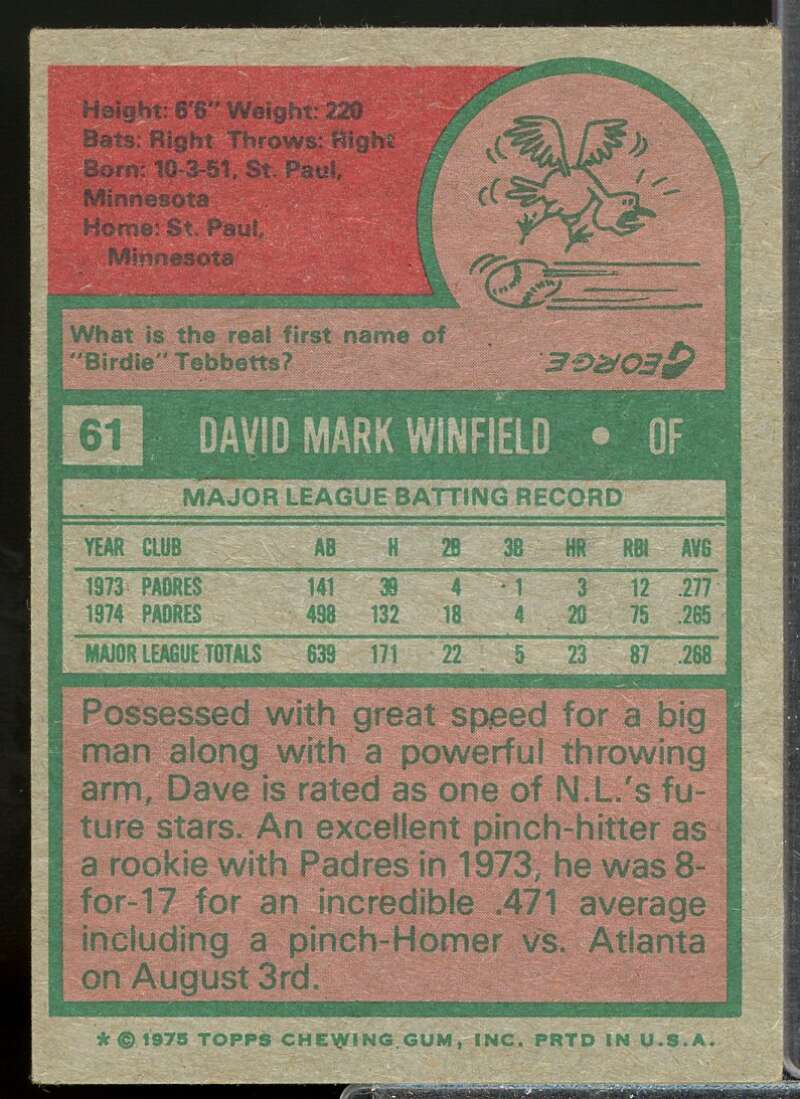 Height: 6'6" Weight: 220
Bats: Right Throws: Right
Born: 10-3-51, St. Paul,
Minnesota
Home: St. Paul,
Minnesota
What is the real first name of
"Birdie" Tebbetts?
GEORGE
61 DAVID MARK WINFIELD • OF
MAJOR LEAGUE BATTING RECORD
YEAR CLUB AB H 2B 3B HR RBI AVG
1973 PADRES 141 39 4 1 3 12 .277
1974 PADRES 498 132 18 4 20 75 .265
MAJOR LEAGUE TOTALS 639 171 22 5 23 87 .268
Possessed with great speed for a big
man along with a powerful throwing
arm, Dave is rated as one of N.L.'s fu-
ture stars. An excellent pinch-hitter as
a rookie with Padres in 1973, he was 8-
for-17 for an incredible .471 average
including a pinch-Homer vs. Atlanta
on August 3rd.
* © 1975 TOPPS CHEWING GUM, INC. PRTD IN U.S.A.